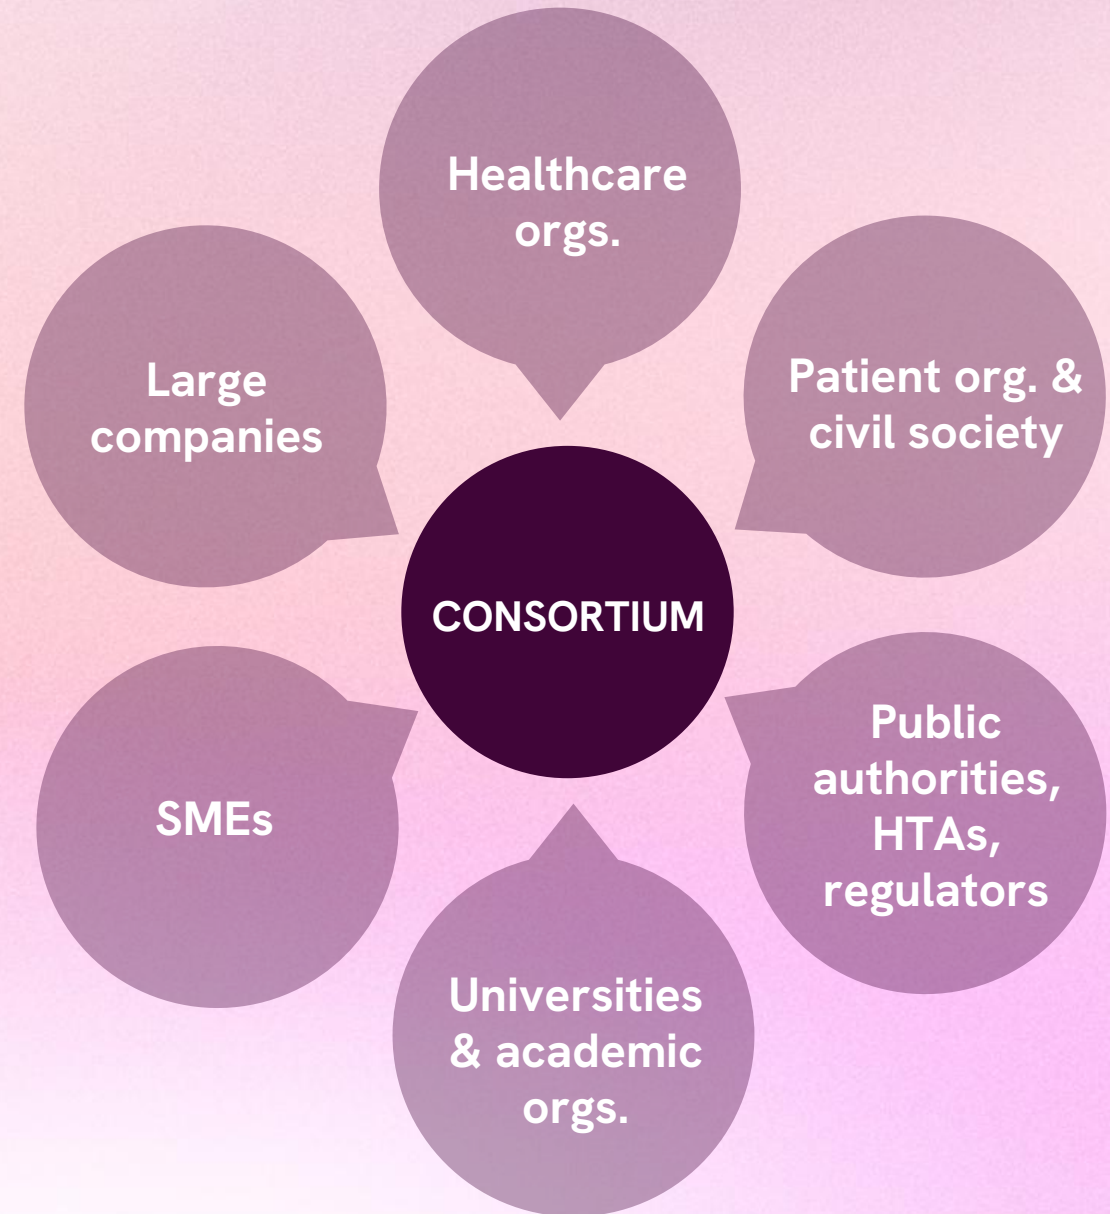 Healthcare
orgs.
Large
companies
Patient org. &
civil society
CONSORTIUM
SMEs
Public
authorities,
HTAs,
regulators
Universities
& academic
orgs.